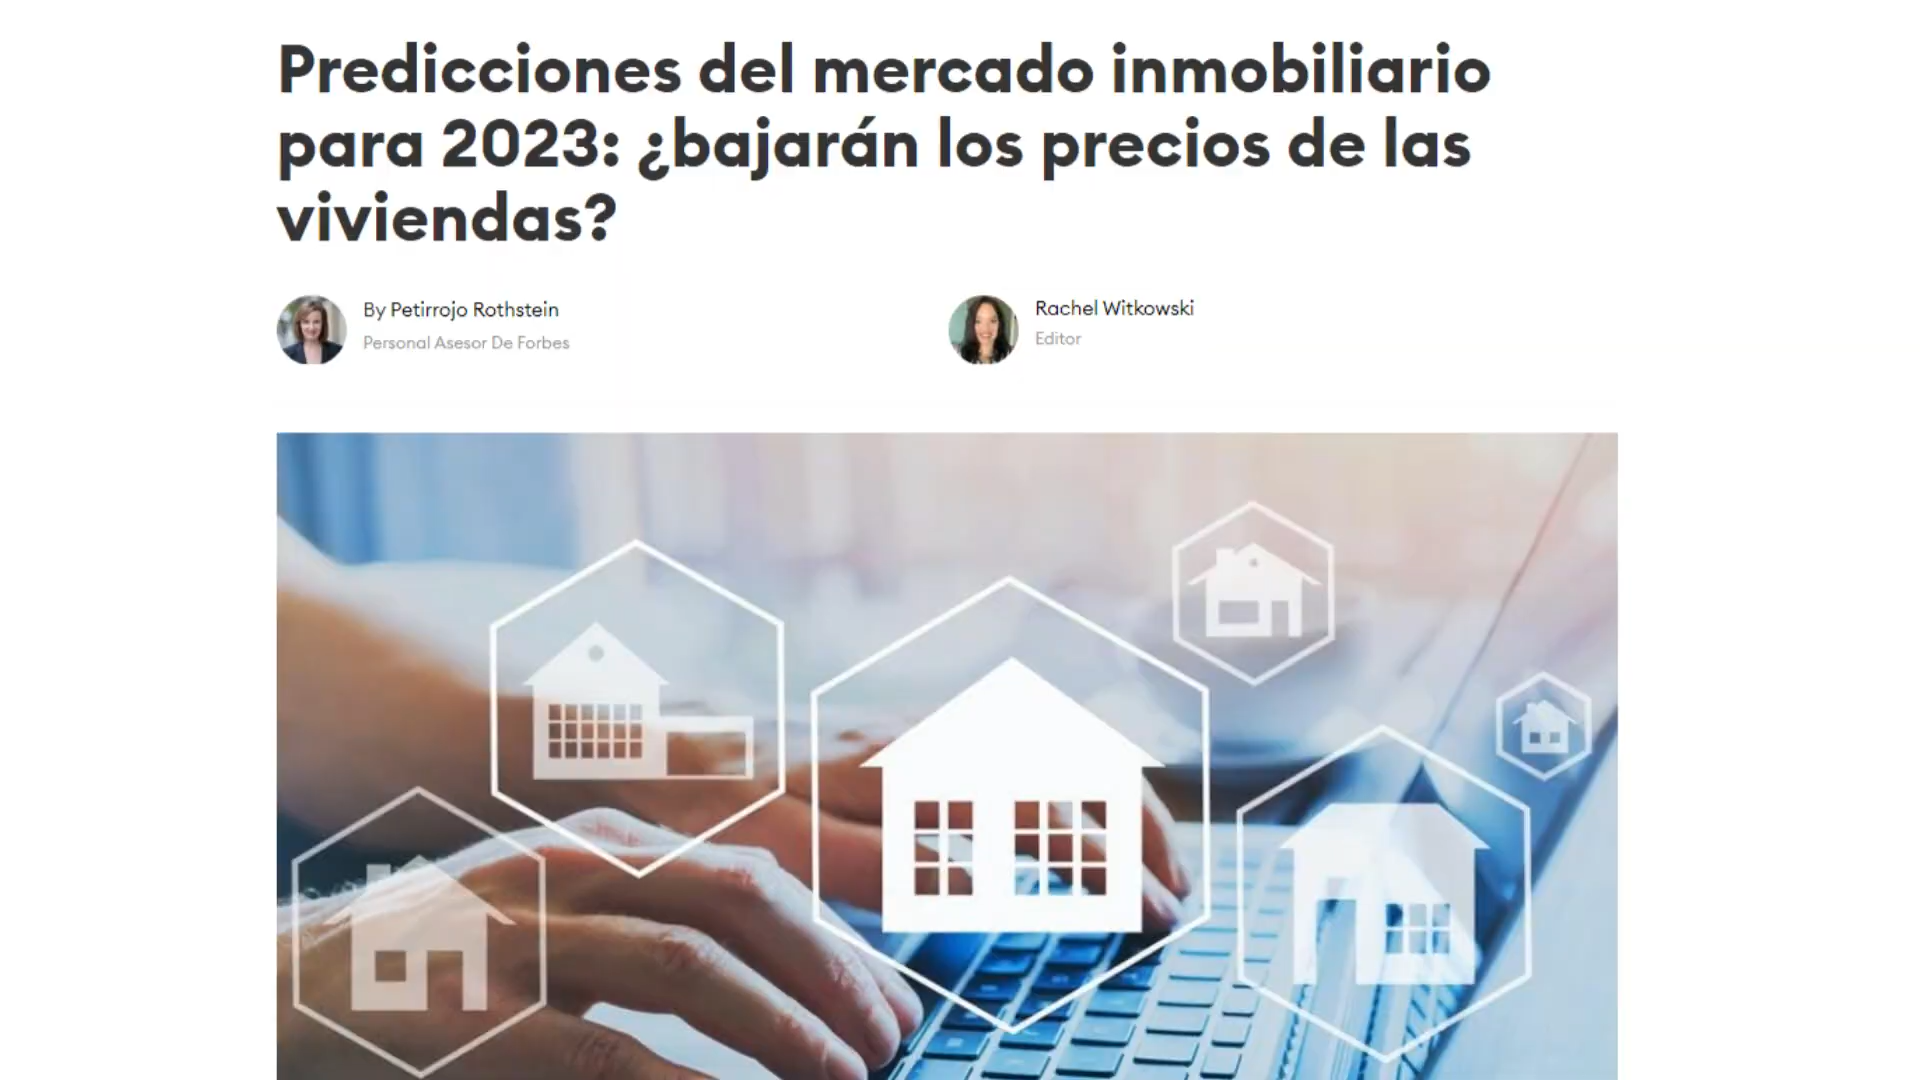 Predicciones del mercado inmobiliario
para 2023: ¿bajarán los precios de las
viviendas?
By Petirrojo Rothstein
Personal Asesor De Forbes
Rachel Witkowski
Editor